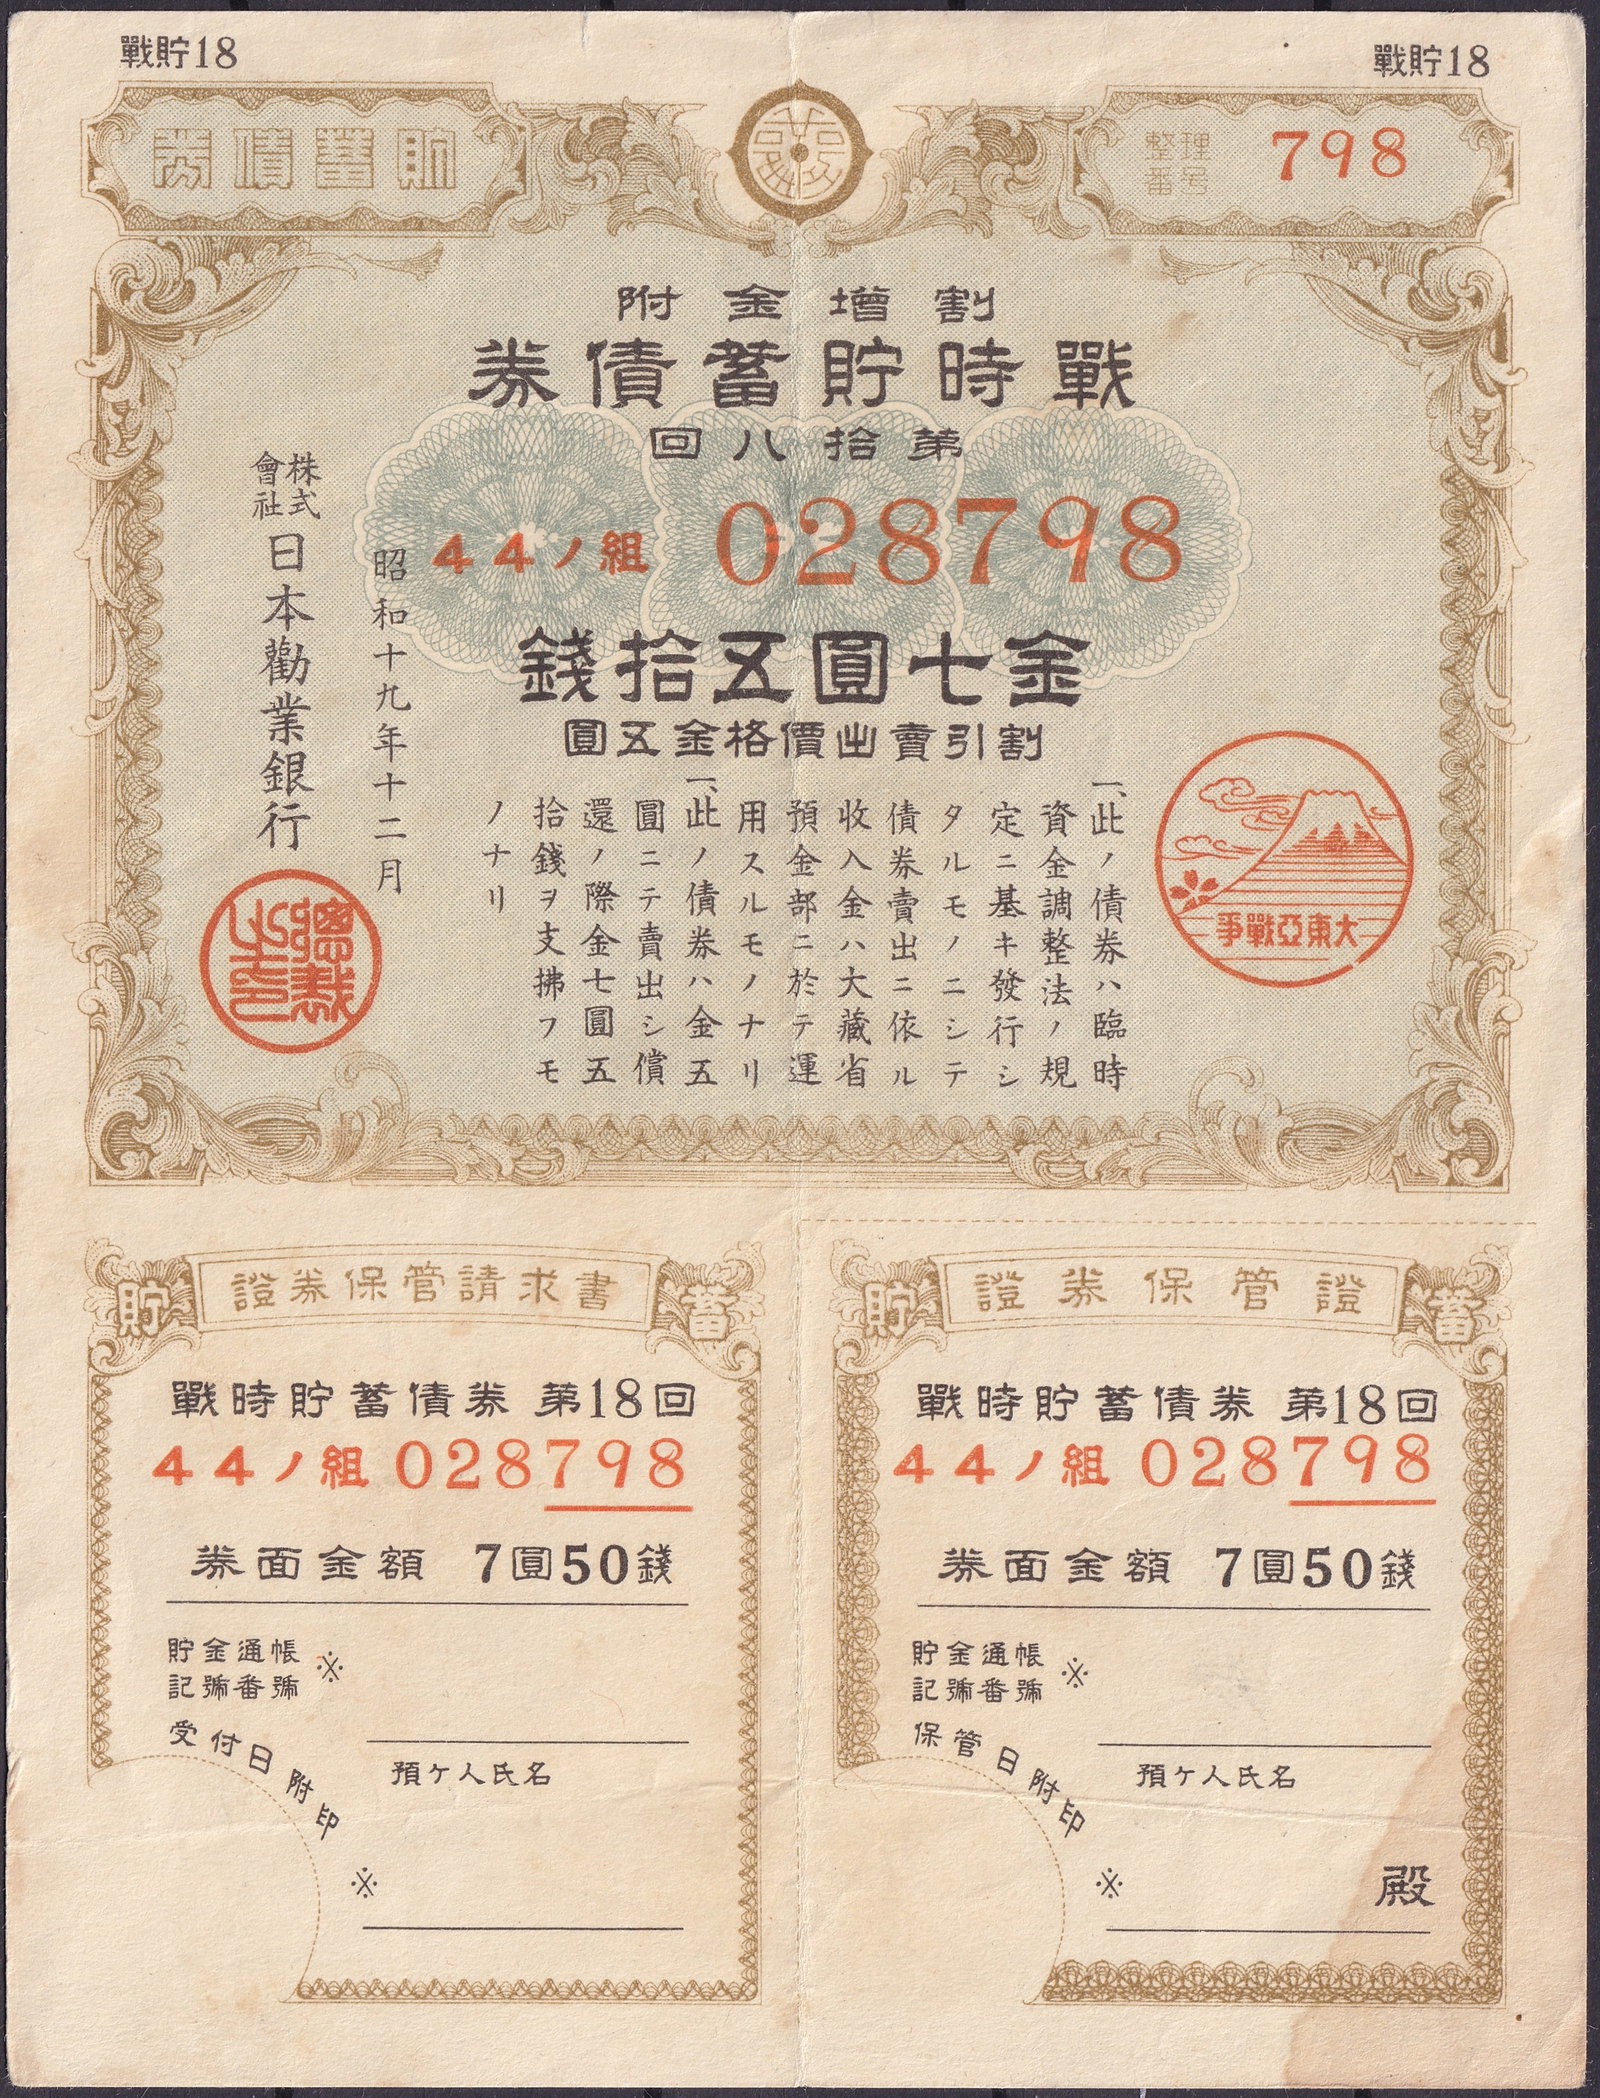 戰貯18
戰貯18
貯蓄債券
整理番号
798
割增金附
戰時貯蓄債券
第拾八回
44ノ組 028798
金七圓五拾錢
割引賣出價格金五圓
一、此ノ債券ハ臨時
資金調整法ノ規
定ニ基キ發行シ
タルモノニシテ
債券賣出ニ依ル
收入金ハ大藏省
預金部ニ於テ運
用スルモノナリ
一、此ノ債券ハ金五
圓ニテ賣出シ償
還ノ際金七圓五
拾錢ヲ支拂フモ
ノナリ
大東亞戰爭
昭和十九年十二月
株式會社日本勸業銀行
總裁之印
貯
證券保管請求書
蓄
戰時貯蓄債券 第18回
44ノ組 028798
券面金額 7圓50錢
貯金通帳
記號番號
※
受付日附印
預ケ人氏名
※
貯
證券保管證
蓄
戰時貯蓄債券 第18回
44ノ組 028798
券面金額 7圓50錢
貯金通帳
記號番號
※
保管日附印
預ケ人氏名
※
殿